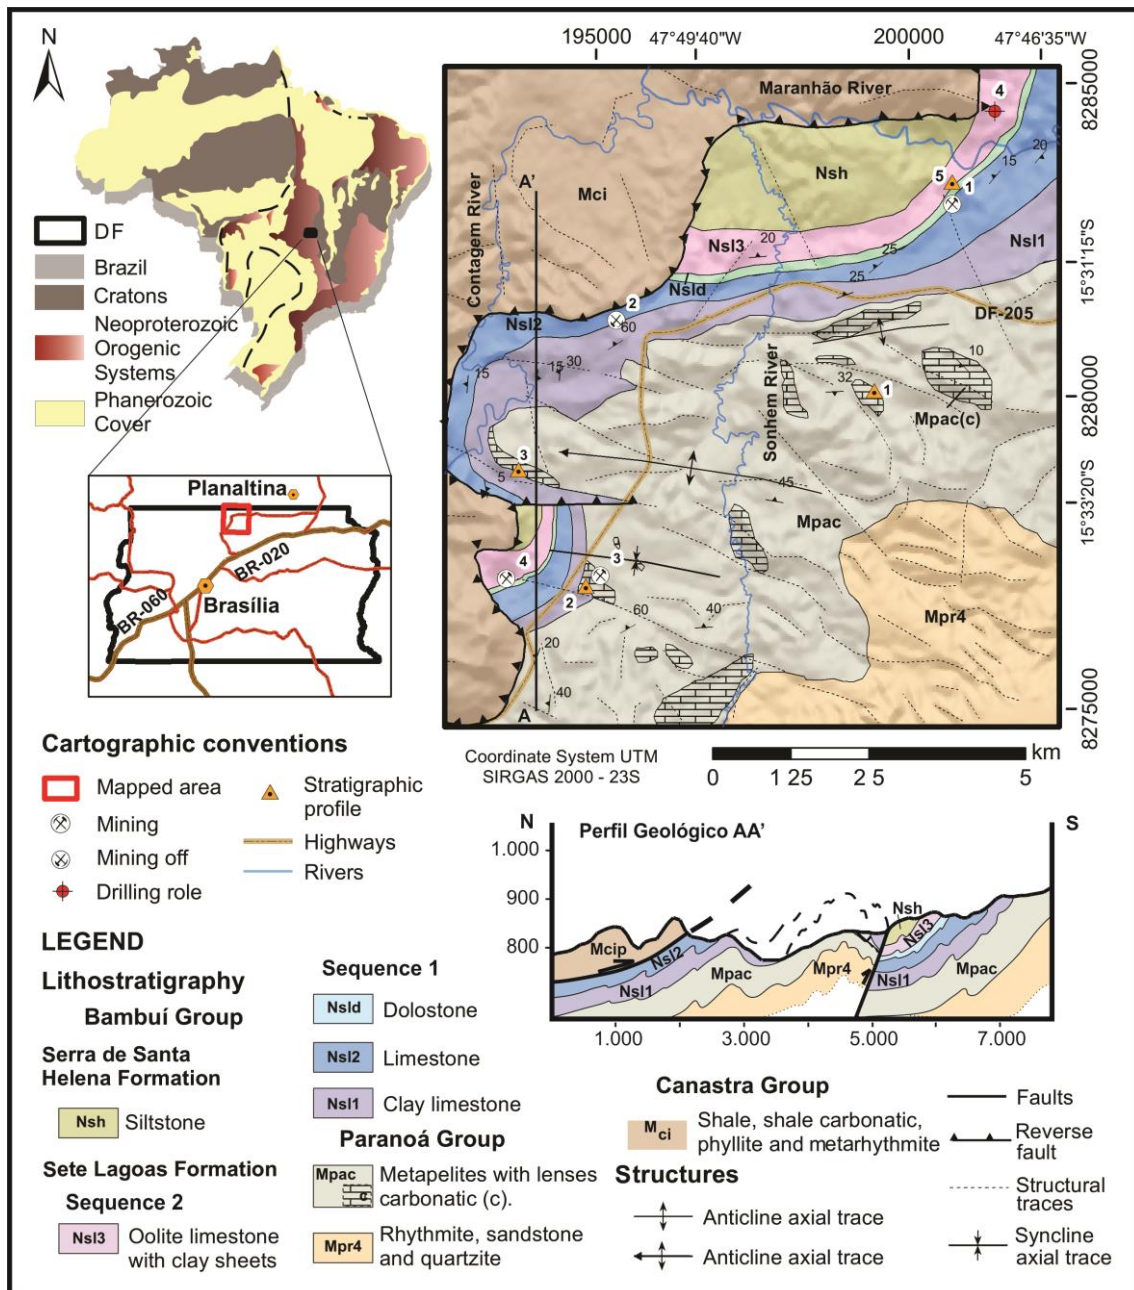 N
195000
47°49'40"W
200000
47°46'35"W
8285000
15°31'15"S
8280000
15°33'20"S
8275000
Maranhão River
4
20
15
5
1
Nsh
Mci
A'
Contagem River
Nsl3
20
25
25
Nsl1
Nsld
DF-205
2
Nsl2
60
15
15
30
Sonhem River
10
32
1
Mpac(c)
3
5
45
Mpac
4
3
2
60
40
Mpr4
20
40
A
DF
Brazil
Cratons
Neoproterozoic
Orogenic
Systems
Phanerozoic
Cover
Planaltina
BR-020
Brasília
BR-060
Coordinate System UTM
SIRGAS 2000 - 23S
km
0
1 25
2 5
5
Cartographic conventions
Mapped area
Mining
Mining off
Drilling role
Stratigraphic
profile
Highways
Rivers
N
Perfil Geológico AA'
S
1.000
900
800
Mcip
Nsl2
Nsl1
Mpac
Mpr4
Nsh
Nsl3
Nsl1
Mpac
1.000
3.000
5.000
7.000
LEGEND
Lithostratigraphy
Bambuí Group
Serra de Santa
Helena Formation
Nsh Siltstone
Sete Lagoas Formation
Sequence 2
Nsl3 Oolite limestone
with clay sheets
Sequence 1
Nsld Dolostone
Nsl2 Limestone
Nsl1 Clay limestone
Paranoá Group
Mpac c Metapelites with lenses
carbonatic (c).
Mpr4 Rhythmite, sandstone
and quartzite
Canastra Group
Mci Shale, shale carbonatic,
phyllite and metarhythmite
Structures
Anticline axial trace
Anticline axial trace
Faults
Reverse
fault
Structural
traces
Syncline
axial trace